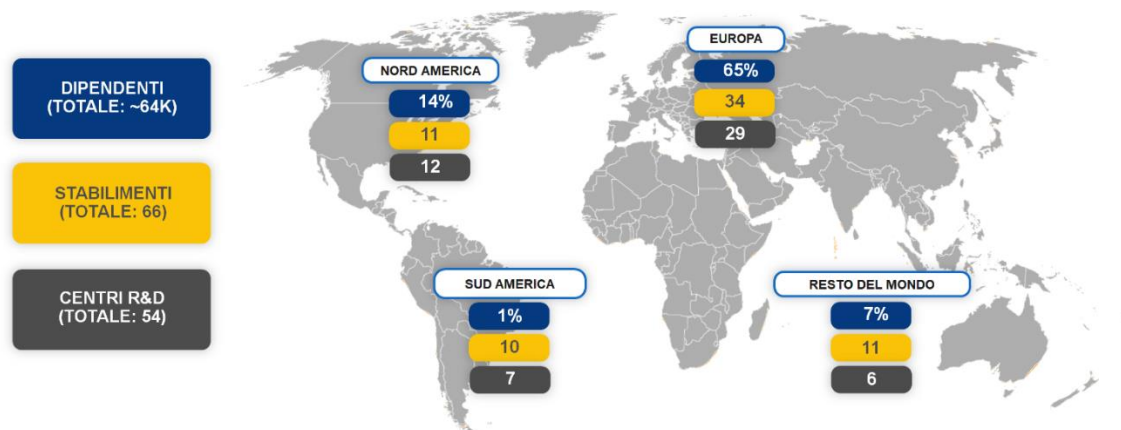 DIPENDENTI
(TOTALE: ~64K)
STABILIMENTI
(TOTALE: 66)
CENTRI R&D
(TOTALE: 54)
NORD AMERICA
14%
11
12
EUROPA
65%
34
29
SUD AMERICA
1%
10
7
RESTO DEL MONDO
7%
11
6